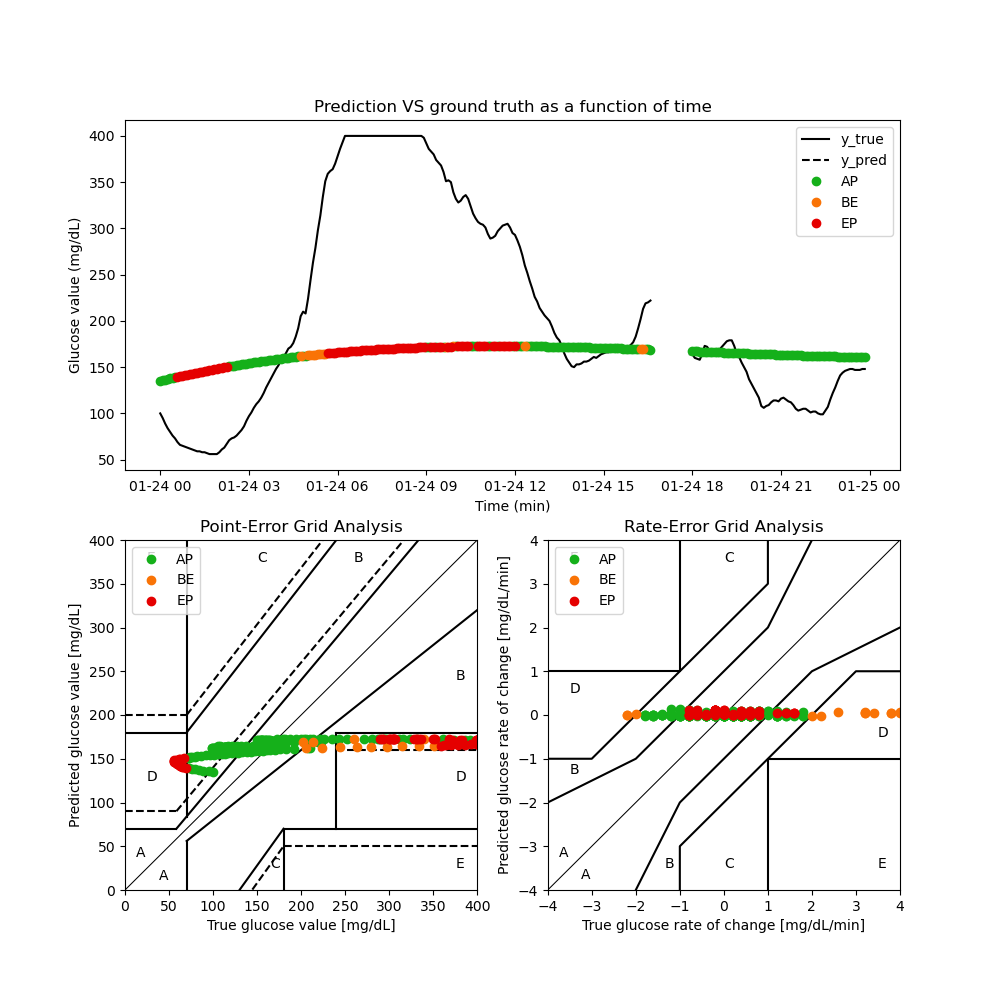 Prediction VS ground truth as a function of time
Glucose value (mg/dL)
400
350
300
250
200
150
100
50
y_true
y_pred
AP
BE
EP
01-24 00 01-24 03 01-24 06 01-24 09 01-24 12 01-24 15 01-24 18 01-24 21 01-25 00
Time (min)
Point-Error Grid Analysis
Predicted glucose value [mg/dL]
400
350
300
250
200
150
100
50
0
AP
BE
EP
C
B
B
D
D
A
A
C
E
0 50 100 150 200 250 300 350 400
True glucose value [mg/dL]
Rate-Error Grid Analysis
Predicted glucose rate of change [mg/dL/min]
4
3
2
1
0
−1
−2
−3
−4
AP
BE
EP
C
D
D
B
A
A
B
C
E
−4 −3 −2 −1 0 1 2 3 4
True glucose rate of change [mg/dL/min]